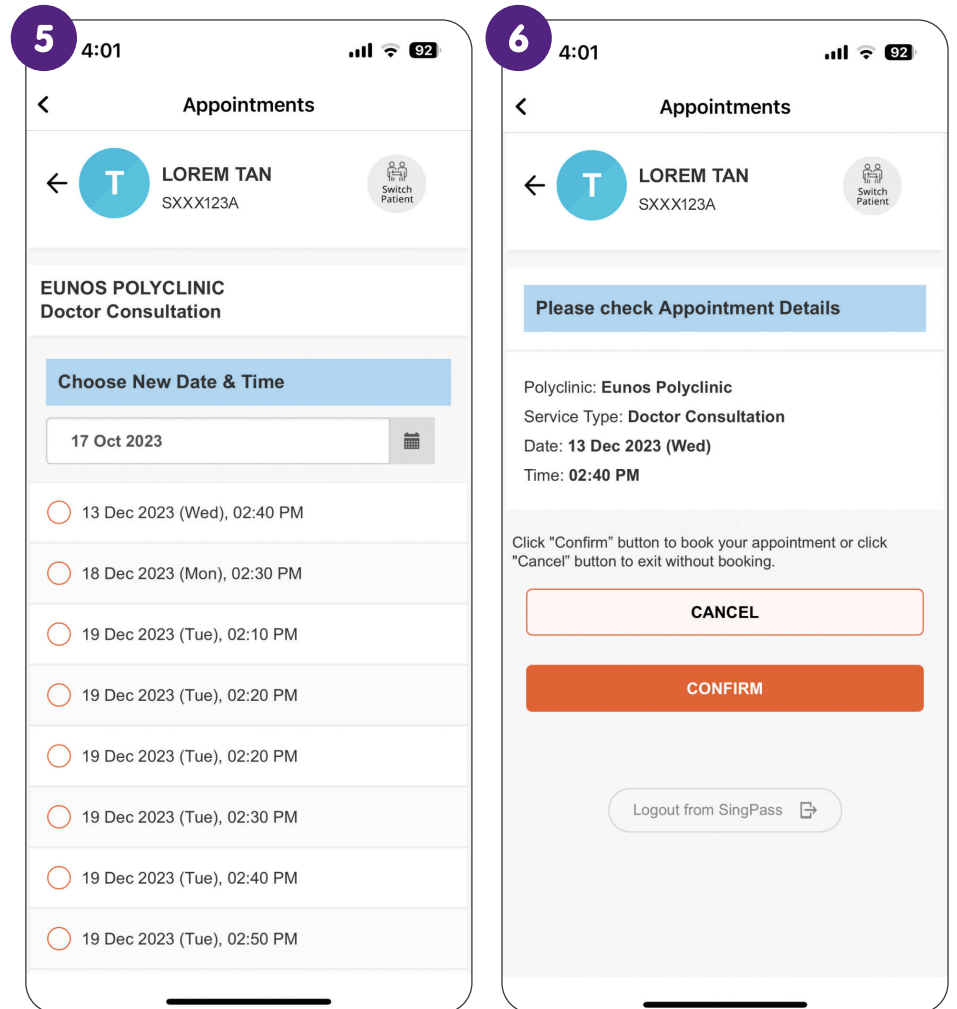 5
4:01
92
Appointments
T
LOREM TAN
SXXX123A
Switch
Patient
EUNOS POLYCLINIC
Doctor Consultation
Choose New Date & Time
17 Oct 2023
13 Dec 2023 (Wed), 02:40 PM
18 Dec 2023 (Mon), 02:30 PM
19 Dec 2023 (Tue), 02:10 PM
19 Dec 2023 (Tue), 02:20 PM
19 Dec 2023 (Tue), 02:20 PM
19 Dec 2023 (Tue), 02:30 PM
19 Dec 2023 (Tue), 02:40 PM
19 Dec 2023 (Tue), 02:50 PM
6
4:01
92
Appointments
T
LOREM TAN
SXXX123A
Switch
Patient
Please check Appointment Details
Polyclinic: Eunos Polyclinic
Service Type: Doctor Consultation
Date: 13 Dec 2023 (Wed)
Time: 02:40 PM
Click "Confirm” button to book your appointment or click
"Cancel” button to exit without booking.
CANCEL
CONFIRM
Logout from SingPass